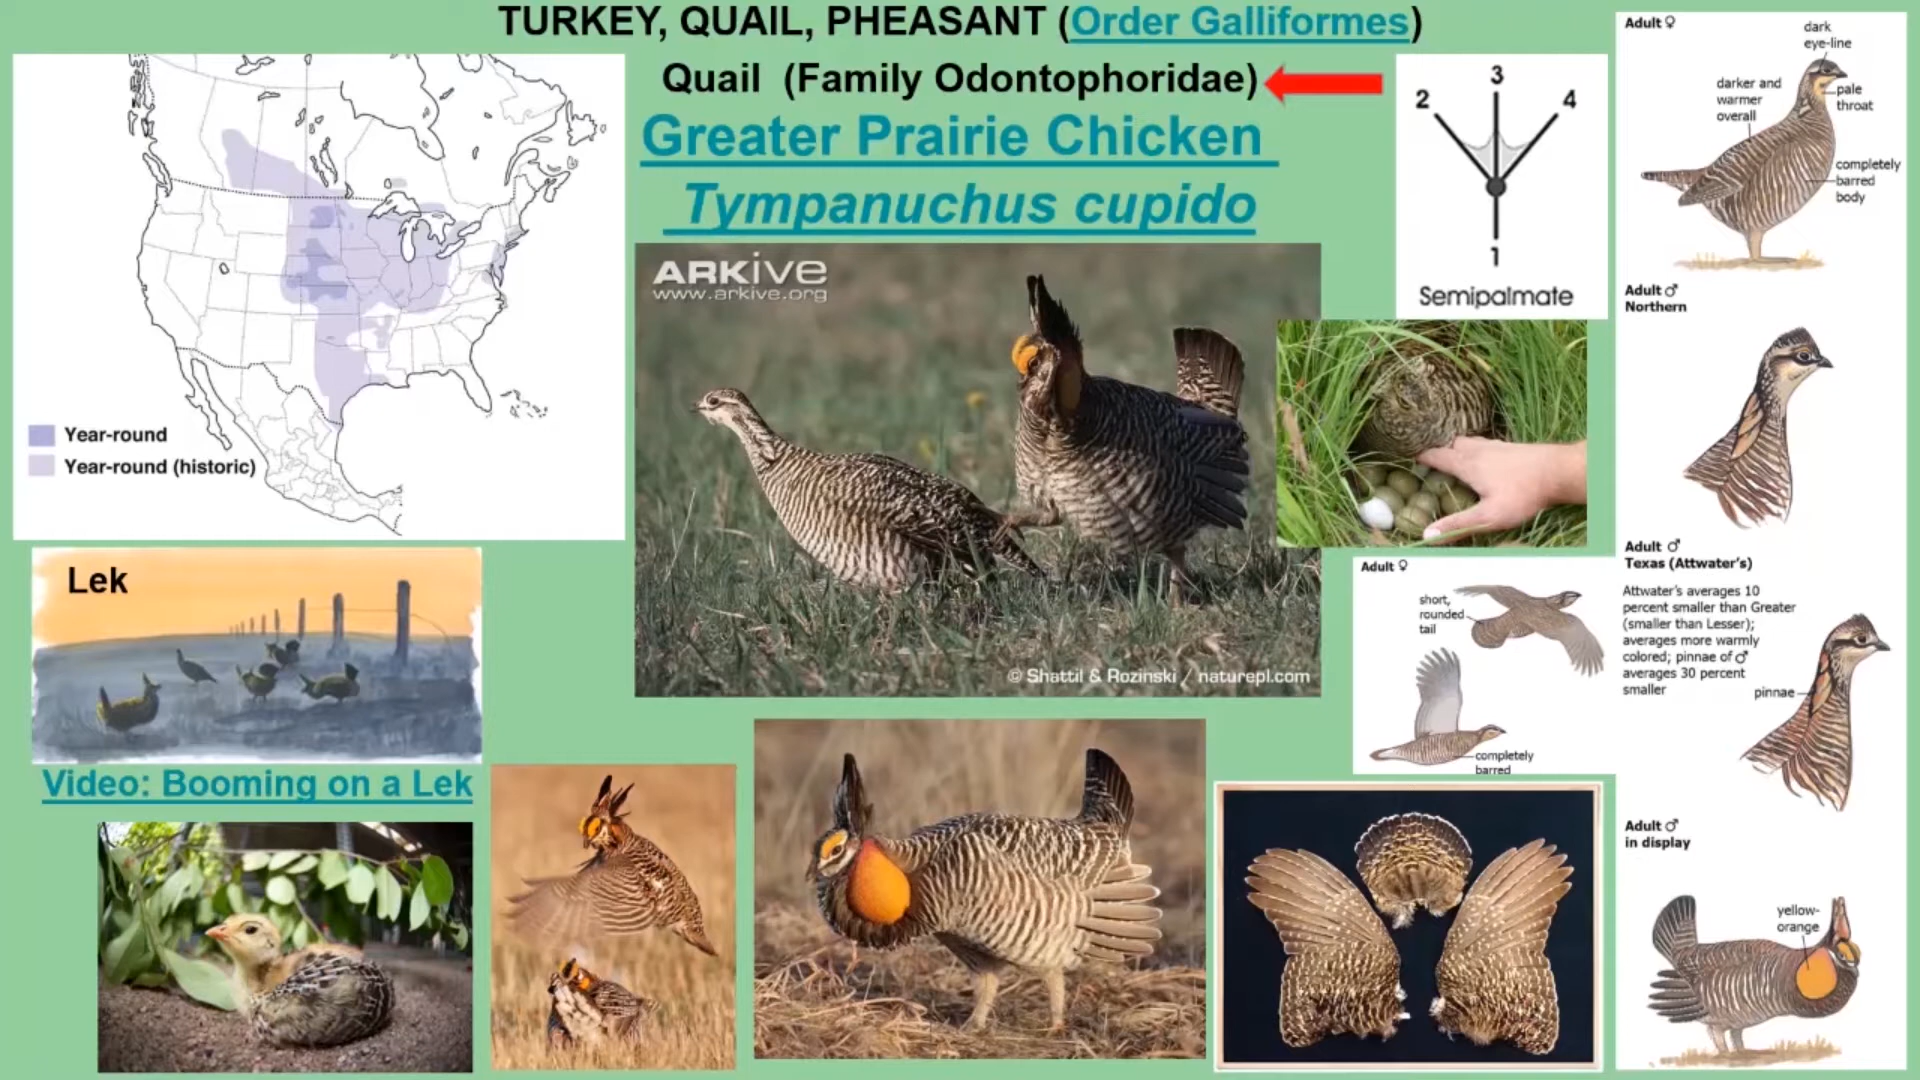 TURKEY, QUAIL, PHEASANT (Order Galliformes)
Quail (Family Odontophoridae)
Greater Prairie Chicken
Tympanuchus cupido
Year-round
Year-round (historic)
Lek
Video: Booming on a Lek
ARKive
www.arkive.org
© Shattil & Rozinski / naturepl.com
2
3
4
1
Semipalmate
Adult ♀
short,
rounded
tail
completely
barred
Adult ♀
dark
eye-line
darker and
warmer
overall
pale
throat
completely
barred
body
Adult ♂
Northern
Adult ♂
Texas (Attwater's)
Attwater's averages 10
percent smaller than Greater
(smaller than Lesser);
averages more warmly
colored; pinnae of ♂
averages 30 percent
smaller
pinnae
Adult ♂
in display
yellow-
orange